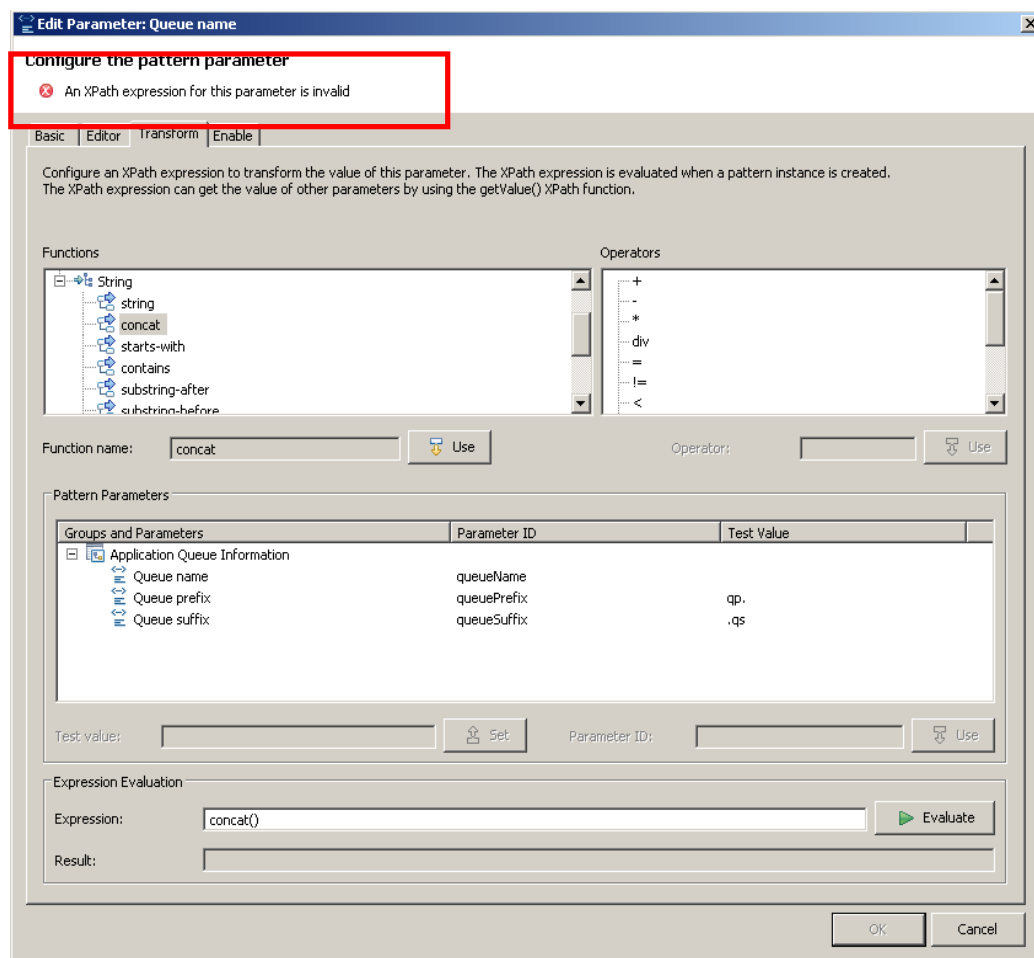 Edit Parameter: Queue name
Configure the pattern parameter
An XPath expression for this parameter is invalid
Basic Editor Transform Enable
Configure an XPath expression to transform the value of this parameter. The XPath expression is evaluated when a pattern instance is created.
The XPath expression can get the value of other parameters by using the getValue() XPath function.
Functions Operators
String +
string -
concat *
starts-with div
contains =
substring-after !=
substring-before <
Function name: concat Use Operator: Use
Pattern Parameters
Groups and Parameters Parameter ID Test Value
Application Queue Information
Queue name queueName
Queue prefix queuePrefix qp.
Queue suffix queueSuffix .qs
Test value: Set Parameter ID: Use
Expression Evaluation
Expression: concat() Evaluate
Result:
OK Cancel